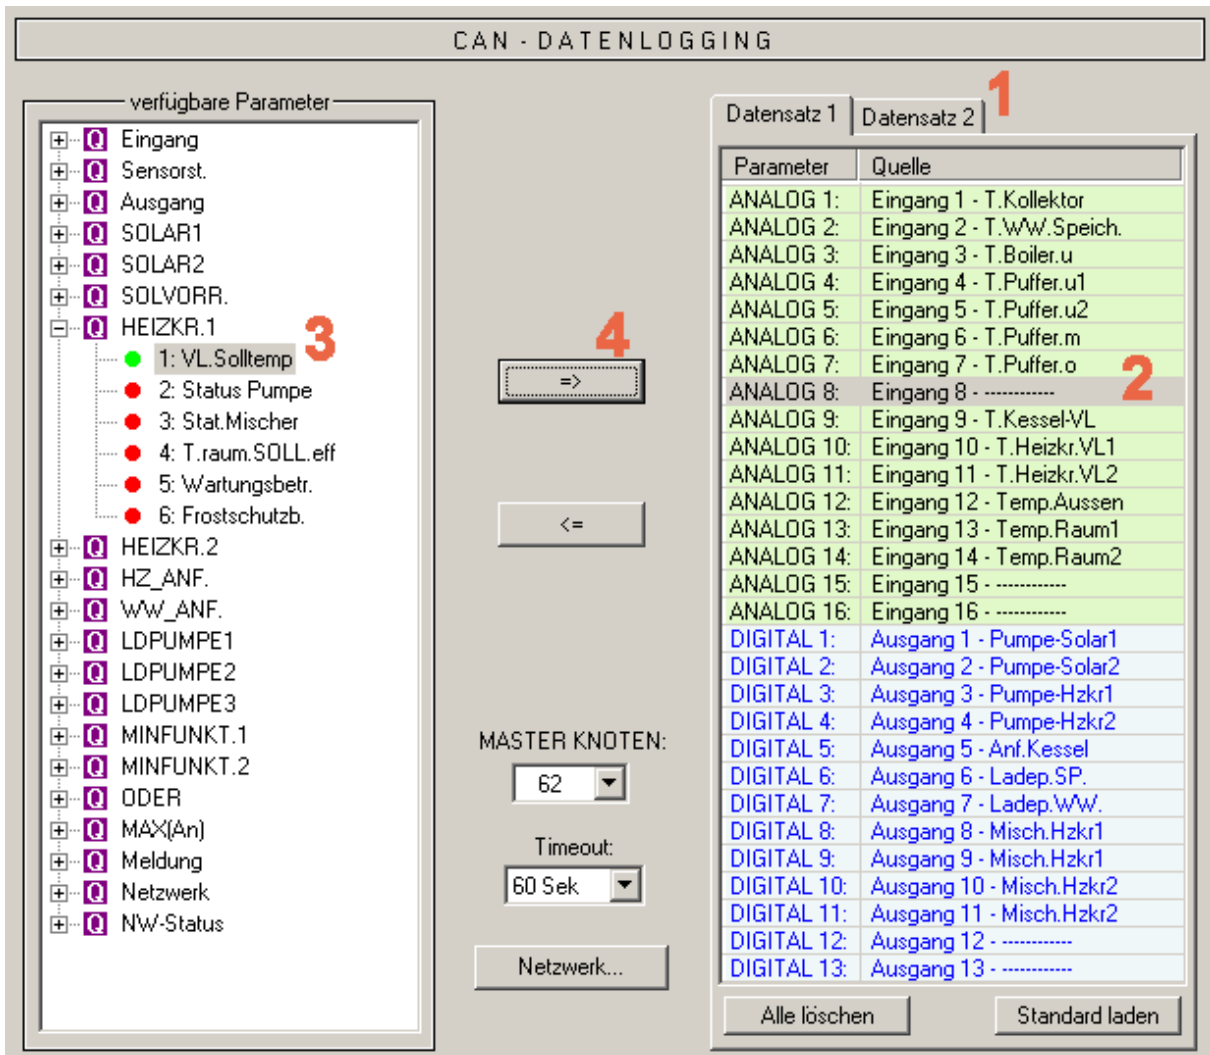 CAN - DATENLOGGING
verfügbare Parameter
Q Eingang
Q Sensorst.
Q Ausgang
Q SOLAR1
Q SOLAR2
Q SOLVORR.
Q HEIZKR.1
1: VL.Solltemp
3
2: Status Pumpe
3: Stat.Mischer
4: T.raum.SOLL.eff
5: Wartungsbetr.
6: Frostschutzb.
Q HEIZKR.2
Q HZ_ANF.
Q WW_ANF.
Q LDPUMPE1
Q LDPUMPE2
Q LDPUMPE3
Q MINFUNKT.1
Q MINFUNKT.2
Q ODER
Q MAX(An)
Q Meldung
Q Netzwerk
Q NW-Status
4
=>
<=
MASTER KNOTEN:
62
Timeout:
60 Sek
Netzwerk...
1
Datensatz 1 Datensatz 2
Parameter Quelle
ANALOG 1: Eingang 1 - T.Kollektor
ANALOG 2: Eingang 2 - T.WW.Speich.
ANALOG 3: Eingang 3 - T.Boiler.u
ANALOG 4: Eingang 4 - T.Puffer.u1
ANALOG 5: Eingang 5 - T.Puffer.u2
ANALOG 6: Eingang 6 - T.Puffer.m
ANALOG 7: Eingang 7 - T.Puffer.o
2
ANALOG 8: Eingang 8 - ------------
ANALOG 9: Eingang 9 - T.Kessel-VL
ANALOG 10: Eingang 10 - T.Heizkr.VL1
ANALOG 11: Eingang 11 - T.Heizkr.VL2
ANALOG 12: Eingang 12 - Temp.Aussen
ANALOG 13: Eingang 13 - Temp.Raum1
ANALOG 14: Eingang 14 - Temp.Raum2
ANALOG 15: Eingang 15 - ------------
ANALOG 16: Eingang 16 - ------------
DIGITAL 1: Ausgang 1 - Pumpe-Solar1
DIGITAL 2: Ausgang 2 - Pumpe-Solar2
DIGITAL 3: Ausgang 3 - Pumpe-Hzkr1
DIGITAL 4: Ausgang 4 - Pumpe-Hzkr2
DIGITAL 5: Ausgang 5 - Anf.Kessel
DIGITAL 6: Ausgang 6 - Ladep.SP.
DIGITAL 7: Ausgang 7 - Ladep.WW.
DIGITAL 8: Ausgang 8 - Misch.Hzkr1
DIGITAL 9: Ausgang 9 - Misch.Hzkr1
DIGITAL 10: Ausgang 10 - Misch.Hzkr2
DIGITAL 11: Ausgang 11 - Misch.Hzkr2
DIGITAL 12: Ausgang 12 - ------------
DIGITAL 13: Ausgang 13 - ------------
Alle löschen Standard laden